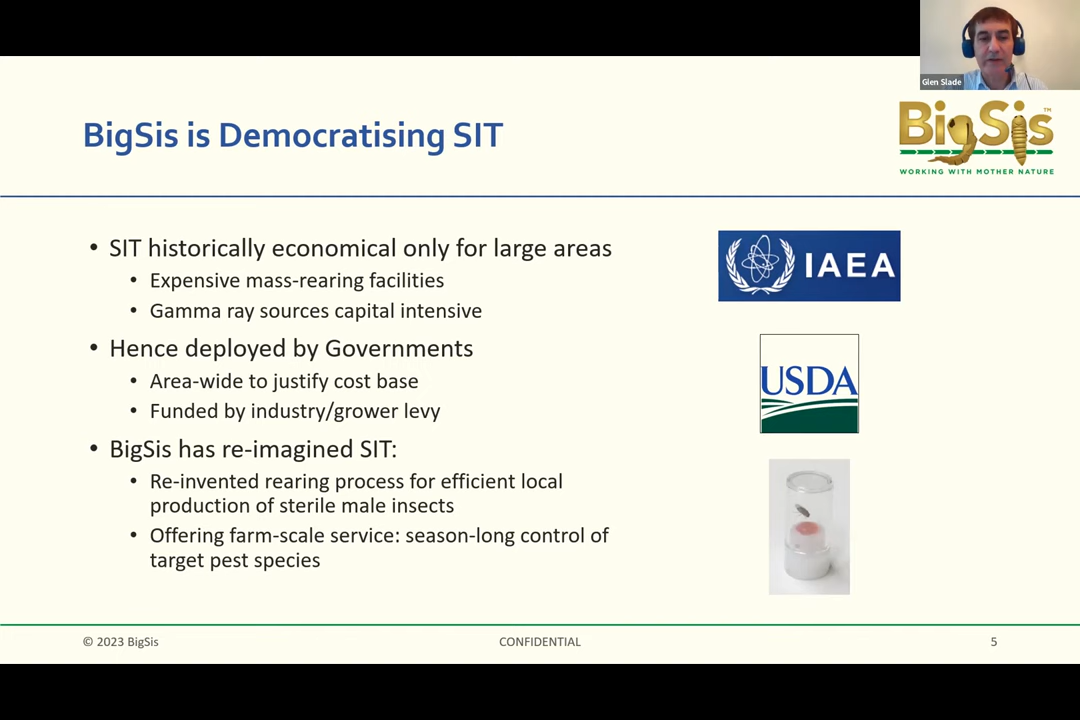 Glen Slade
BigSis™
WORKING WITH MOTHER NATURE
BigSis is Democratising SIT
• SIT historically economical only for large areas
• Expensive mass-rearing facilities
• Gamma ray sources capital intensive
• Hence deployed by Governments
• Area-wide to justify cost base
• Funded by industry/grower levy
• BigSis has re-imagined SIT:
• Re-invented rearing process for efficient local
production of sterile male insects
• Offering farm-scale service: season-long control of
target pest species
IAEA
USDA
© 2023 BigSis
CONFIDENTIAL
5